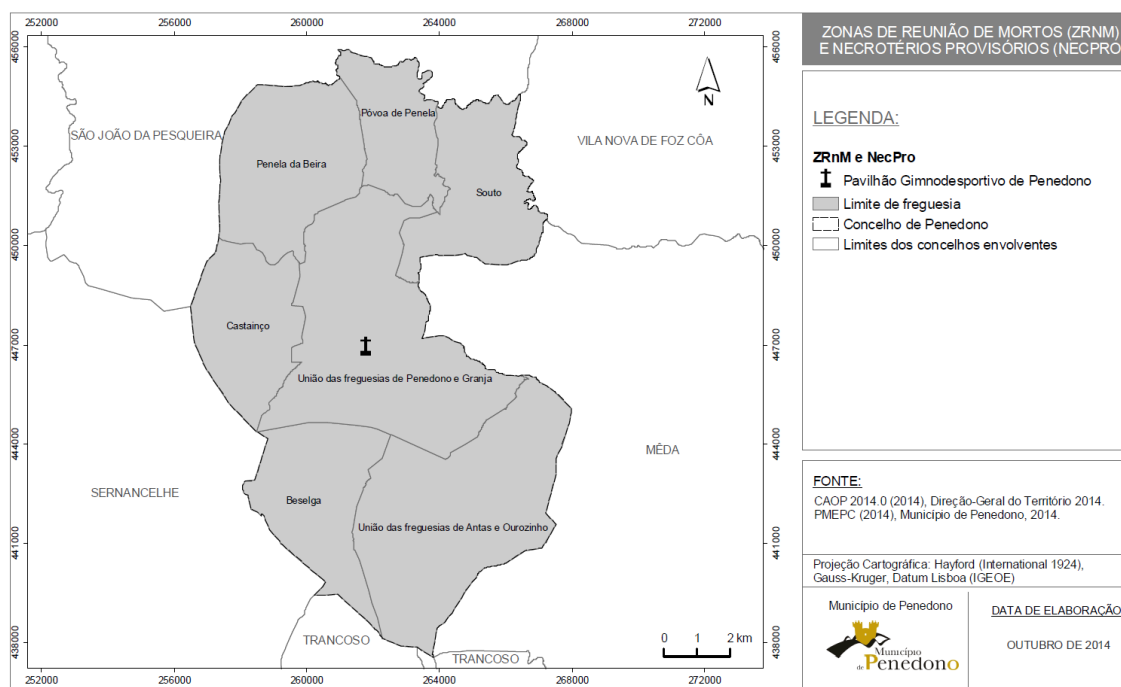 252000 256000 260000 264000 268000 272000
456000 456000
453000 453000
450000 450000
447000 447000
444000 444000
441000 441000
438000 438000
N
Póvoa de Penela
SÃO JOÃO DA PESQUEIRA
VILA NOVA DE FOZ CÔA
Penela da Beira
Souto
Castainço
União das freguesias de Penedono e Granja
MÊDA
SERNANCELHE
Beselga
União das freguesias de Antas e Ourozinho
TRANCOSO
TRANCOSO
0 1 2 km
252000 256000 260000 264000 268000 272000
ZONAS DE REUNIÃO DE MORTOS (ZRNM)
E NECROTÉRIOS PROVISÓRIOS (NECPRO
LEGENDA:
ZRnM e NecPro
Pavilhão Gimnodesportivo de Penedono
Limite de freguesia
Concelho de Penedono
Limites dos concelhos envolventes
FONTE:
CAOP 2014.0 (2014), Direção-Geral do Território 2014.
PMEPC (2014), Município de Penedono, 2014.
Projeção Cartográfica: Hayford (International 1924),
Gauss-Kruger, Datum Lisboa (IGEOE)
Município de Penedono
Município
de Penedono
DATA DE ELABORAÇÃO
OUTUBRO DE 2014